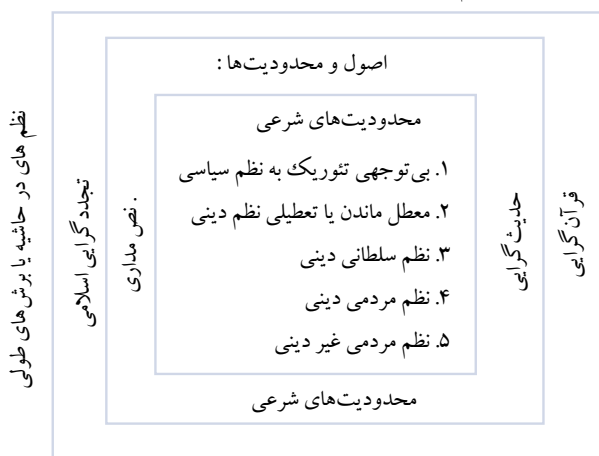 اصول و محدودیت‌ها :
محدودیت‌های شرعی
۱. بی‌توجهی تئوریک به نظم سیاسی
۲. معطل ماندن یا تعطیلی نظم دینی
۳. نظم سلطانی دینی
۴. نظم مردمی دینی
۵. نظم مردمی غیر دینی
محدودیت‌های شرعی
قرآن‌گرایی
حدیث‌گرایی
. نص مداری
تجدد گرایی اسلامی
نظم های در حاشیه یا برش‌های طولی